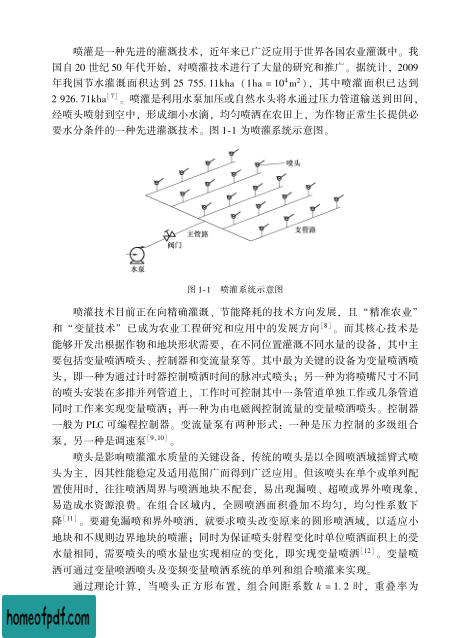 喷灌是一种先进的灌溉技术，近年来已广泛应用于世界各国农业灌溉中。我
国自 20 世纪 50 年代开始，对喷灌技术进行了大量的研究和推广。据统计，2009
年我国节水灌溉面积达到 25 755. 11kha（1ha = 10⁴m²），其中喷灌面积已达到
2 926. 71kha[7]。喷灌是利用水泵加压或自然水头将水通过压力管道输送到田间，
经喷头喷射到空中，形成细小水滴，均匀喷洒在农田上，为作物正常生长提供必
要水分条件的一种先进灌溉技术。图 1-1 为喷灌系统示意图。
喷头
主管路
支管路
阀门
水泵
图 1-1 喷灌系统示意图
喷灌技术目前正在向精确灌溉、节能降耗的技术方向发展，且“精准农业”
和“变量技术”已成为农业工程研究和应用中的发展方向[8]。而其核心技术是
能够开发出根据作物和地块形状需要，在不同位置灌溉不同水量的设备，其中主
要包括变量喷洒喷头、控制器和变流量泵等。其中最为关键的设备为变量喷洒喷
头，即一种为通过计时器控制喷洒时间的脉冲式喷头；另一种为将喷嘴尺寸不同
的喷头安装在多排并列管道上，工作时可控制其中一条管道单独工作或几条管道
同时工作来实现变量喷洒；再一种为由电磁阀控制流量的变量喷洒喷头。控制器
一般为 PLC 可编程控制器。变流量泵有两种形式：一种是压力控制的多级组合
泵，另一种是调速泵[9,10]。
喷头是影响喷灌灌水质量的关键设备，传统的喷头是以全圆喷洒域摇臂式喷
头为主，因其性能稳定及适用范围广而得到广泛应用。但该喷头在单个或单列配
置使用时，往往喷洒周界与喷洒地块不配套，易出现漏喷、超喷或界外喷现象，
易造成水资源浪费。在组合区域内，全圆喷洒面积叠加不均匀，均匀性系数下
降[11]。要避免漏喷和界外喷洒，就要求喷头改变原来的圆形喷洒域，以适应小
地块和不规则边界地块的喷灌；同时为保证喷头射程变化时单位喷洒面积上的受
水量相同，需要喷头的喷水量也实现相应的变化，即实现变量喷洒[12]。变量喷
洒可通过变量喷洒喷头及变频变量喷洒系统的单列和组合喷灌来实现。
通过理论计算，当喷头正方形布置，组合间距系数 k = 1. 2 时，重叠率为
homeofpdf.com